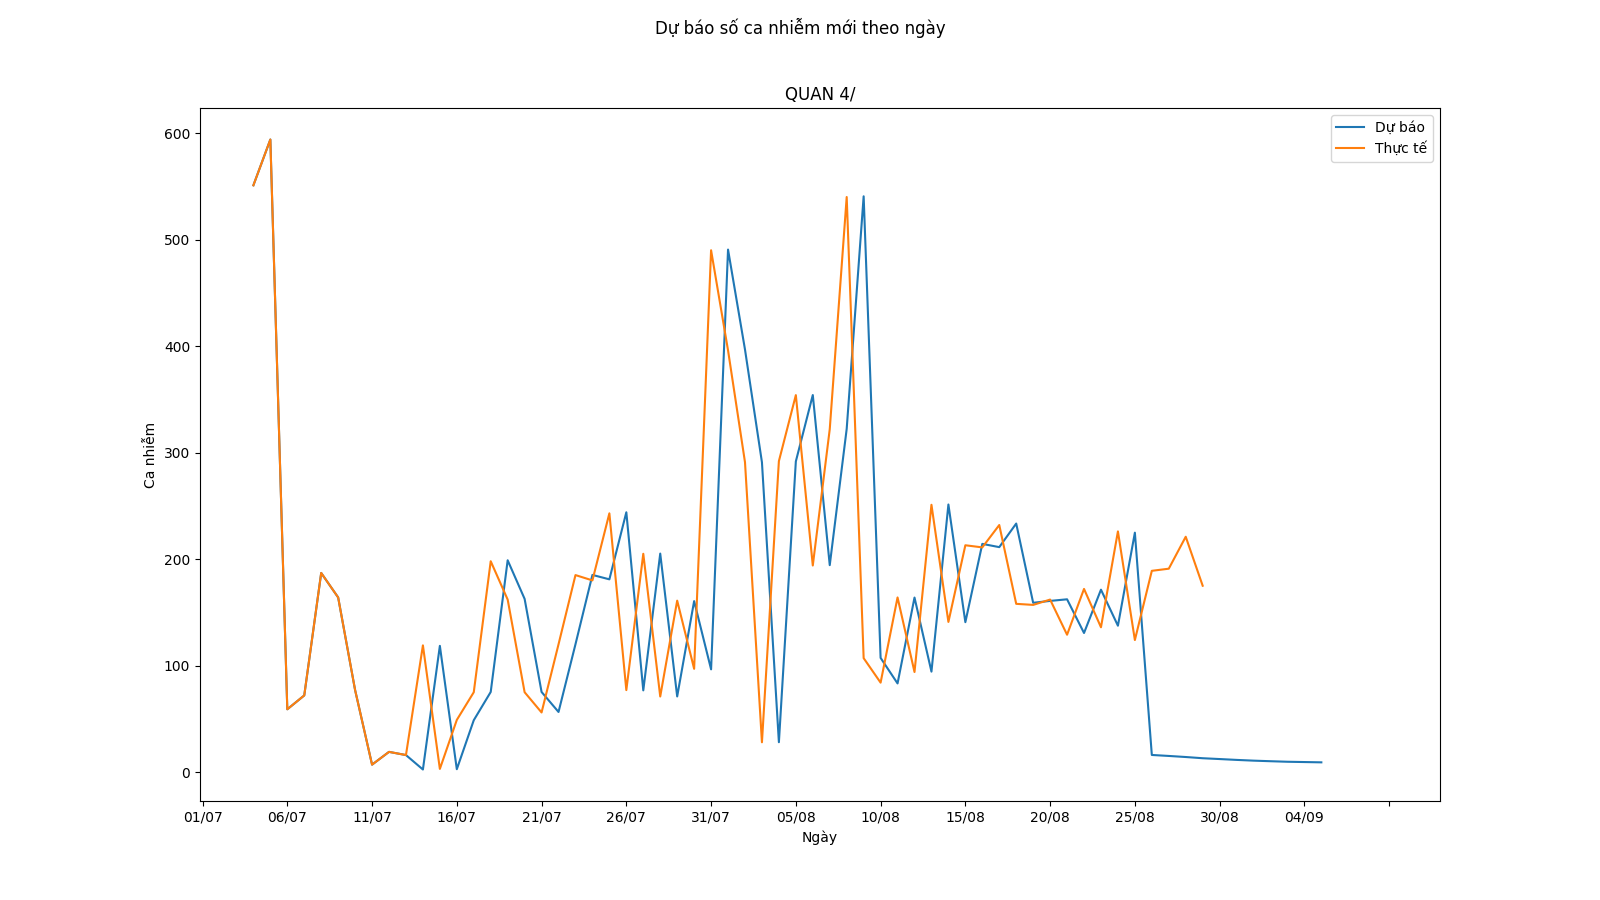 Dự báo số ca nhiễm mới theo ngày
QUAN 4/
Dự báo
Thực tế
600
500
400
300
200
100
0
Ca nhiễm
01/07 06/07 11/07 16/07 21/07 26/07 31/07 05/08 10/08 15/08 20/08 25/08 30/08 04/09
Ngày